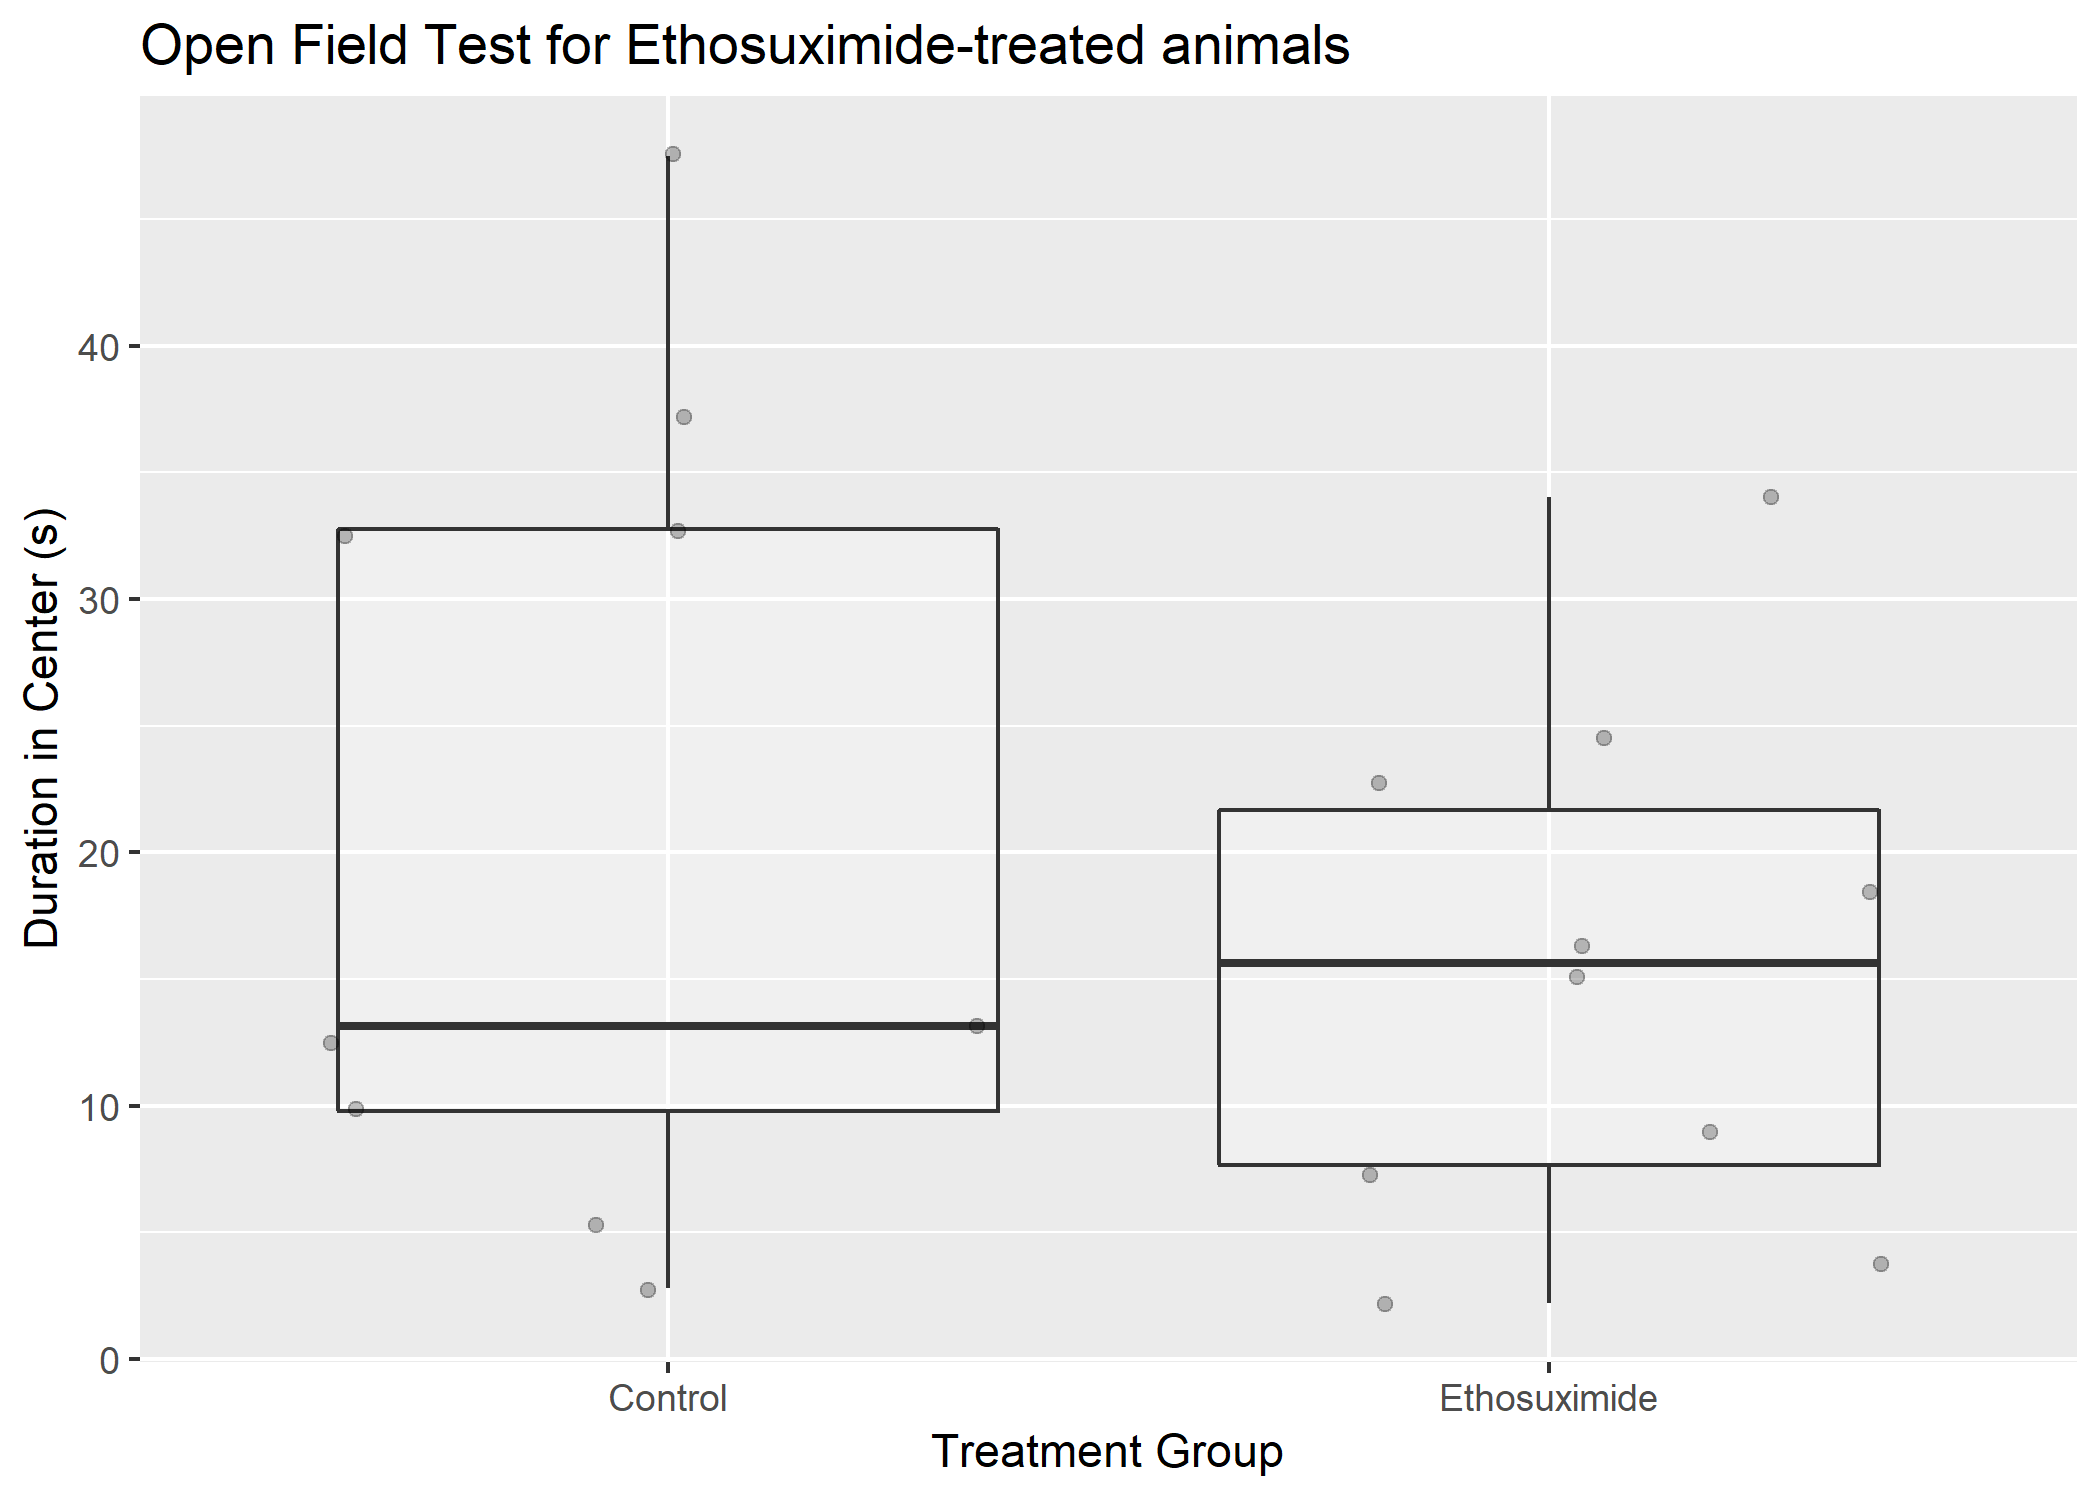 Open Field Test for Ethosuximide-treated animals
Duration in Center (s)
40
30
20
10
0
Control
Ethosuximide
Treatment Group